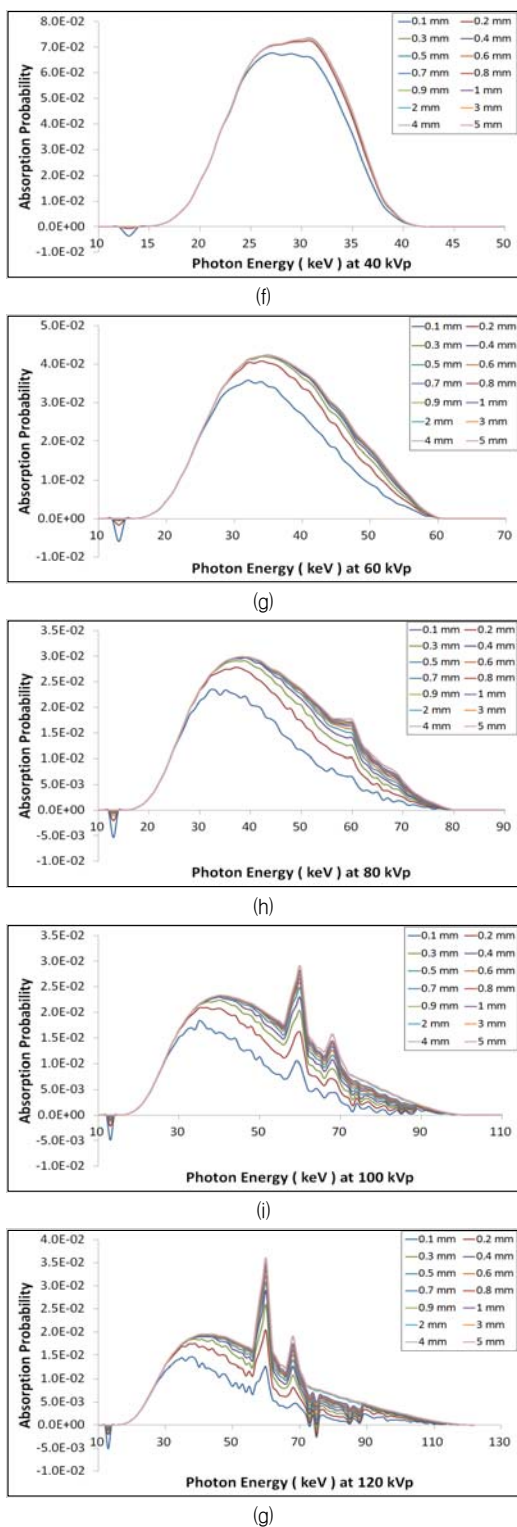 8.0E-02
7.0E-02
6.0E-02
5.0E-02
4.0E-02
3.0E-02
2.0E-02
1.0E-02
0.0E+00
-1.0E-02
Absorption Probability
0.1 mm 0.2 mm
0.3 mm 0.4 mm
0.5 mm 0.6 mm
0.7 mm 0.8 mm
0.9 mm 1 mm
2 mm 3 mm
4 mm 5 mm
10 15 20 25 30 35 40 45 50
Photon Energy ( keV ) at 40 kVp
(f)
5.0E-02
4.0E-02
3.0E-02
2.0E-02
1.0E-02
0.0E+00
-1.0E-02
Absorption Probability
0.1 mm 0.2 mm
0.3 mm 0.4 mm
0.5 mm 0.6 mm
0.7 mm 0.8 mm
0.9 mm 1 mm
2 mm 3 mm
4 mm 5 mm
10 20 30 40 50 60 70
Photon Energy ( keV ) at 60 kVp
(g)
3.5E-02
3.0E-02
2.5E-02
2.0E-02
1.5E-02
1.0E-02
5.0E-03
0.0E+00
-5.0E-03
-1.0E-02
Absorption Probability
0.1 mm 0.2 mm
0.3 mm 0.4 mm
0.5 mm 0.6 mm
0.7 mm 0.8 mm
0.9 mm 1 mm
2 mm 3 mm
4 mm 5 mm
10 20 30 40 50 60 70 80 90
Photon Energy ( keV ) at 80 kVp
(h)
3.5E-02
3.0E-02
2.5E-02
2.0E-02
1.5E-02
1.0E-02
5.0E-03
0.0E+00
-5.0E-03
-1.0E-02
Absorption Probability
0.1 mm 0.2 mm
0.3 mm 0.4 mm
0.5 mm 0.6 mm
0.7 mm 0.8 mm
0.9 mm 1 mm
2 mm 3 mm
4 mm 5 mm
10 30 50 70 90 110
Photon Energy ( keV ) at 100 kVp
(i)
4.0E-02
3.5E-02
3.0E-02
2.5E-02
2.0E-02
1.5E-02
1.0E-02
5.0E-03
0.0E+00
-5.0E-03
-1.0E-02
Absorption Probability
0.1 mm 0.2 mm
0.3 mm 0.4 mm
0.5 mm 0.6 mm
0.7 mm 0.8 mm
0.9 mm 1 mm
2 mm 3 mm
4 mm 5 mm
10 30 50 70 90 110 130
Photon Energy ( keV ) at 120 kVp
(g)